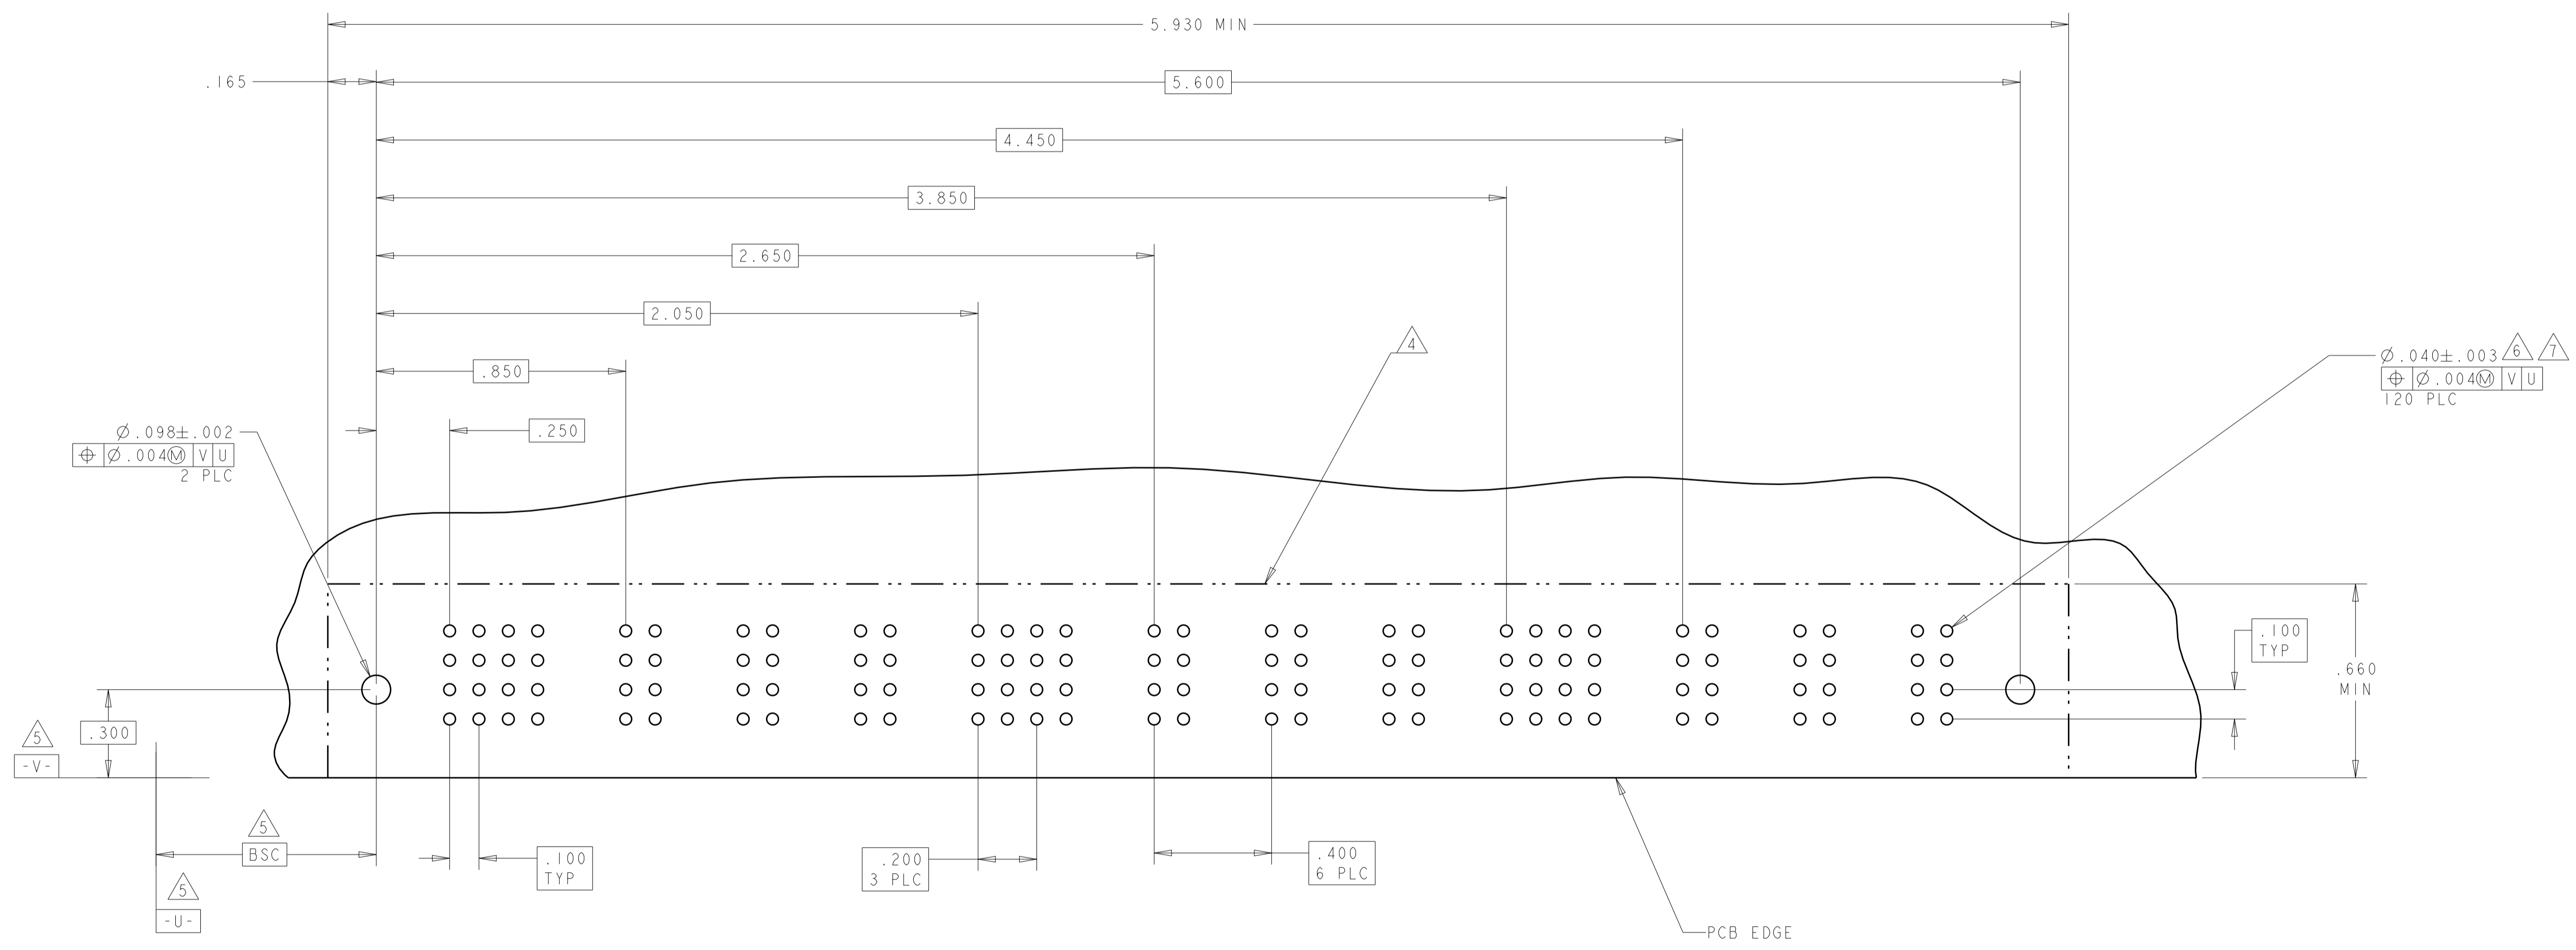 5.930 MIN
.165
5.600
4.450
3.850
2.650
2.050
.850
.250
4
Ø.040±.003 6 7
⌖ Ø.004Ⓜ V U
120 PLC
Ø.098±.002
⌖ Ø.004Ⓜ V U
2 PLC
.100
TYP
.660
MIN
.300
5
-V-
5
BSC
5
-U-
.100
TYP
.200
3 PLC
.400
6 PLC
PCB EDGE